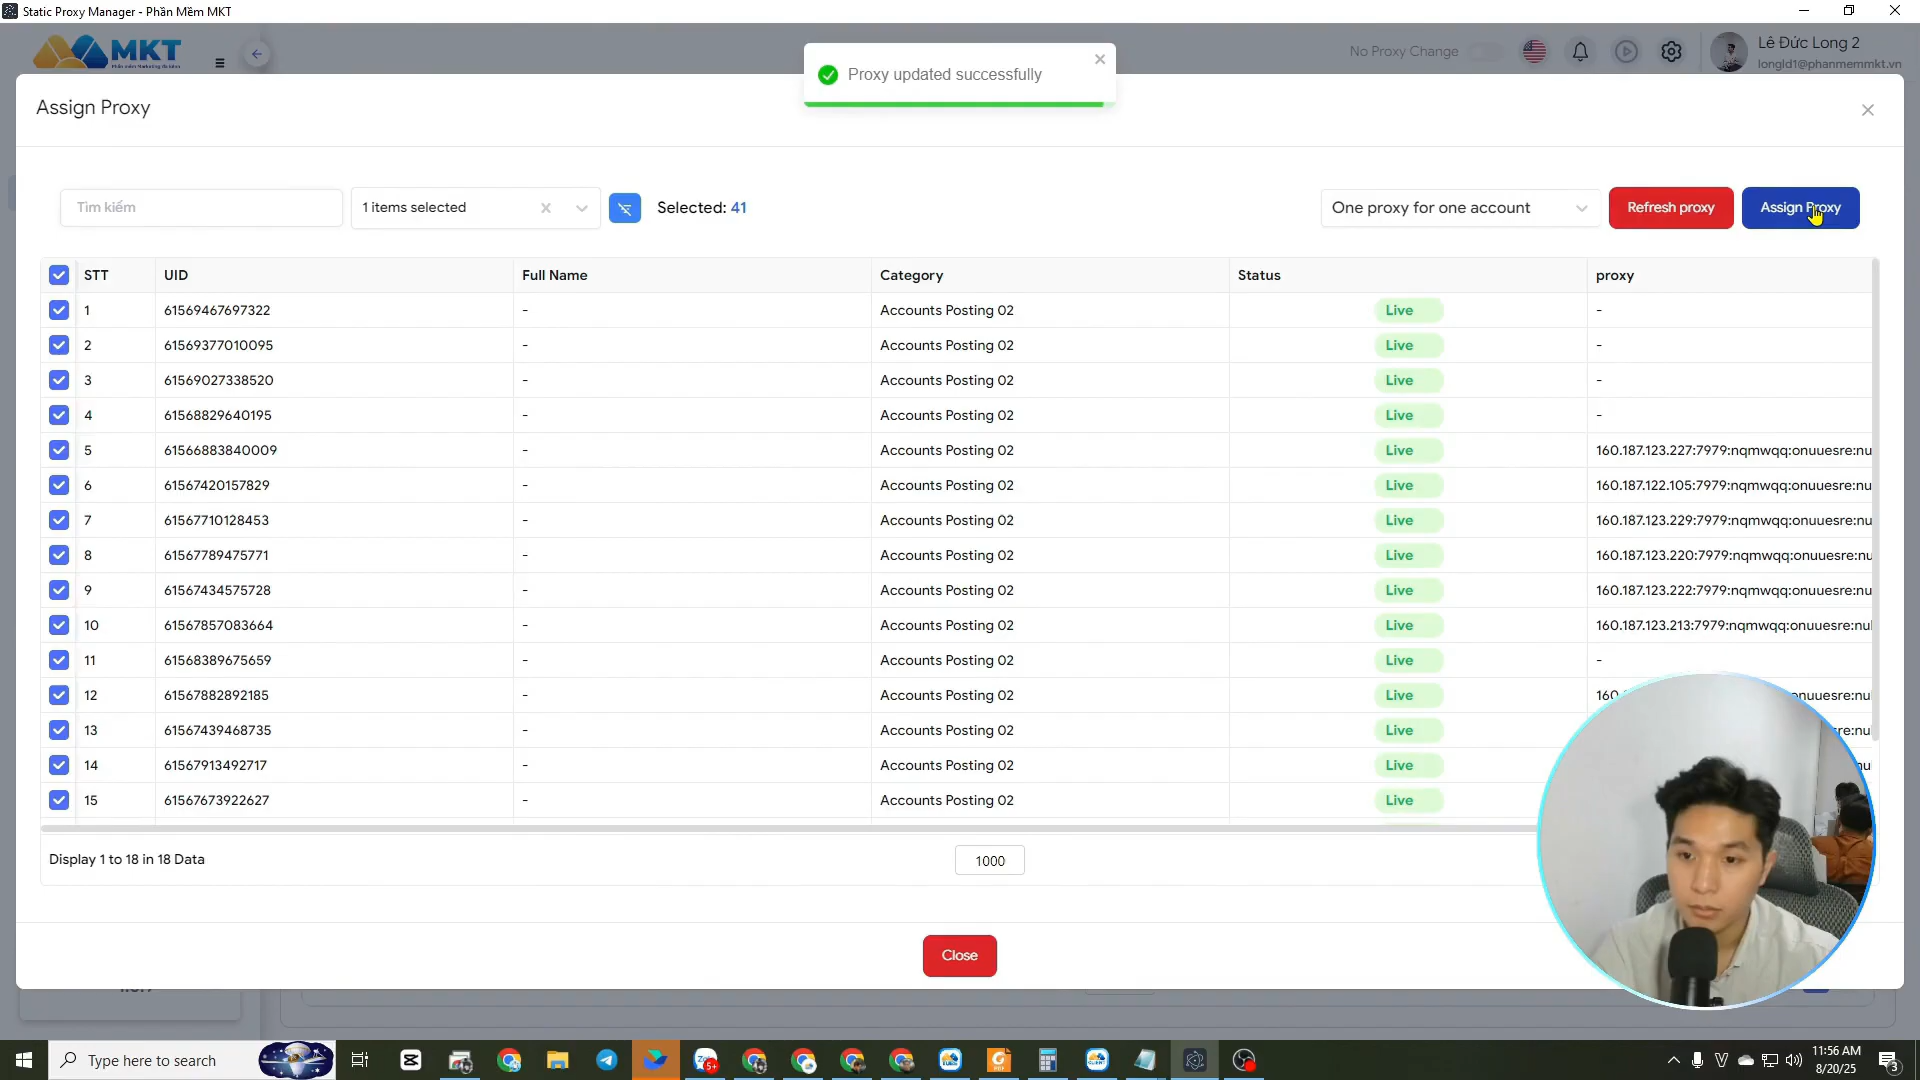 Static Proxy Manager - Phần Mềm MKT
MKT
No Proxy Change
Lê Đức Long 2
longld1@phanmemmkt.vn
Proxy updated successfully
Assign Proxy
Tìm kiếm
1 items selected
Selected: 41
One proxy for one account
Refresh proxy
Assign Proxy
STT UID Full Name Category Status proxy
1 61569467697322 - Accounts Posting 02 Live -
2 61569377010095 - Accounts Posting 02 Live -
3 61569027338520 - Accounts Posting 02 Live -
4 61568829640195 - Accounts Posting 02 Live -
5 61566883840009 - Accounts Posting 02 Live 160.187.123.227:7979:nqmwqq:onuuesre:nu
6 61567420157829 - Accounts Posting 02 Live 160.187.122.105:7979:nqmwqq:onuuesre:nu
7 61567710128453 - Accounts Posting 02 Live 160.187.123.229:7979:nqmwqq:onuuesre:nu
8 61567789475771 - Accounts Posting 02 Live 160.187.123.220:7979:nqmwqq:onuuesre:nu
9 61567434575728 - Accounts Posting 02 Live 160.187.123.222:7979:nqmwqq:onuuesre:nu
10 61567857083664 - Accounts Posting 02 Live 160.187.123.213:7979:nqmwqq:onuuesre:nu
11 61568389675659 - Accounts Posting 02 Live -
12 61567882892185 - Accounts Posting 02 Live
13 61567439468735 - Accounts Posting 02 Live
14 61567913492717 - Accounts Posting 02 Live
15 61567673922627 - Accounts Posting 02 Live
Display 1 to 18 in 18 Data
1000
Close
Type here to search
11:56 AM
8/20/25
3